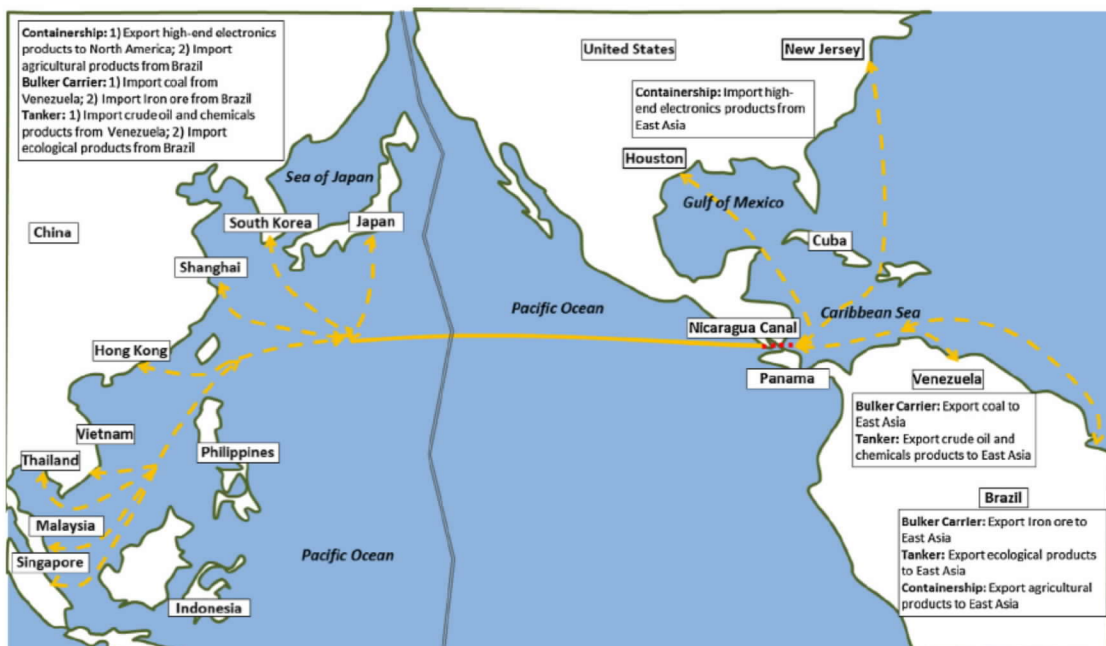 Containership: 1) Export high-end electronics
products to North America; 2) Import
agricultural products from Brazil
Bulker Carrier: 1) Import coal from
Venezuela; 2) Import Iron ore from Brazil
Tanker: 1) Import crude oil and chemicals
products from Venezuela; 2) Import
ecological products from Brazil
United States
New Jersey
Containership: Import high-
end electronics products from
East Asia
Houston
Sea of Japan
Gulf of Mexico
China
South Korea
Japan
Cuba
Shanghai
Pacific Ocean
Caribbean Sea
Nicaragua Canal
Hong Kong
Panama
Venezuela
Bulker Carrier: Export coal to
East Asia
Tanker: Export crude oil and
chemicals products to East Asia
Vietnam
Thailand
Philippines
Malaysia
Singapore
Pacific Ocean
Indonesia
Brazil
Bulker Carrier: Export Iron ore to
East Asia
Tanker: Export ecological products
to East Asia
Containership: Export agricultural
products to East Asia